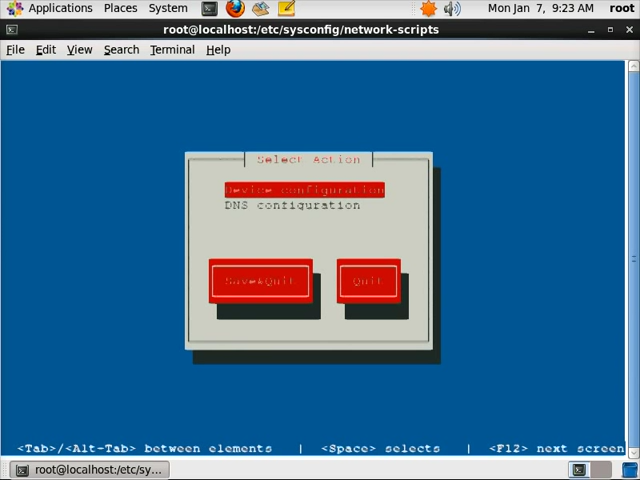 Applications Places System Mon Jan 7, 9:23 AM root
root@localhost:/etc/sysconfig/network-scripts
File Edit View Search Terminal Help
Select Action
Device configuration
DNS configuration
Save&Quit Quit
<Tab>/<Alt-Tab> between elements | <Space> selects | <F12> next screen
root@localhost:/etc/sy...